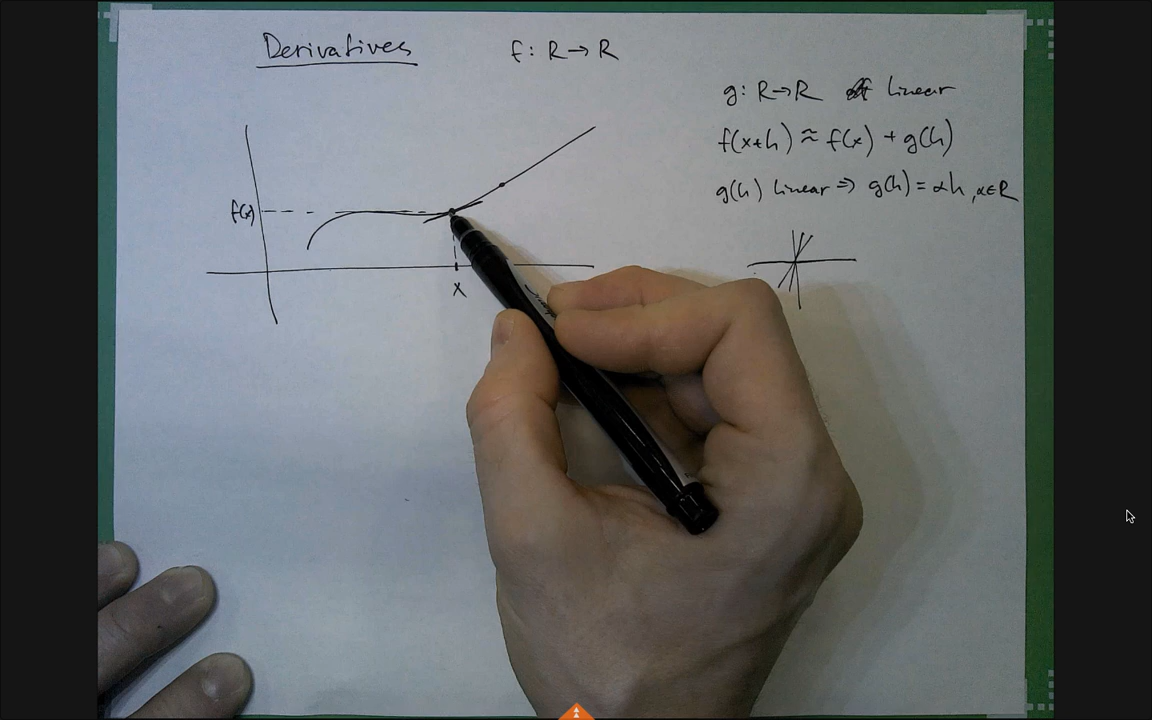 Derivatives
f: R→R
g: R→R linear
f(x+h) ≈ f(x) + g(h)
g(h) linear ⇒ g(h) = αh, α∈R
f(x)
x